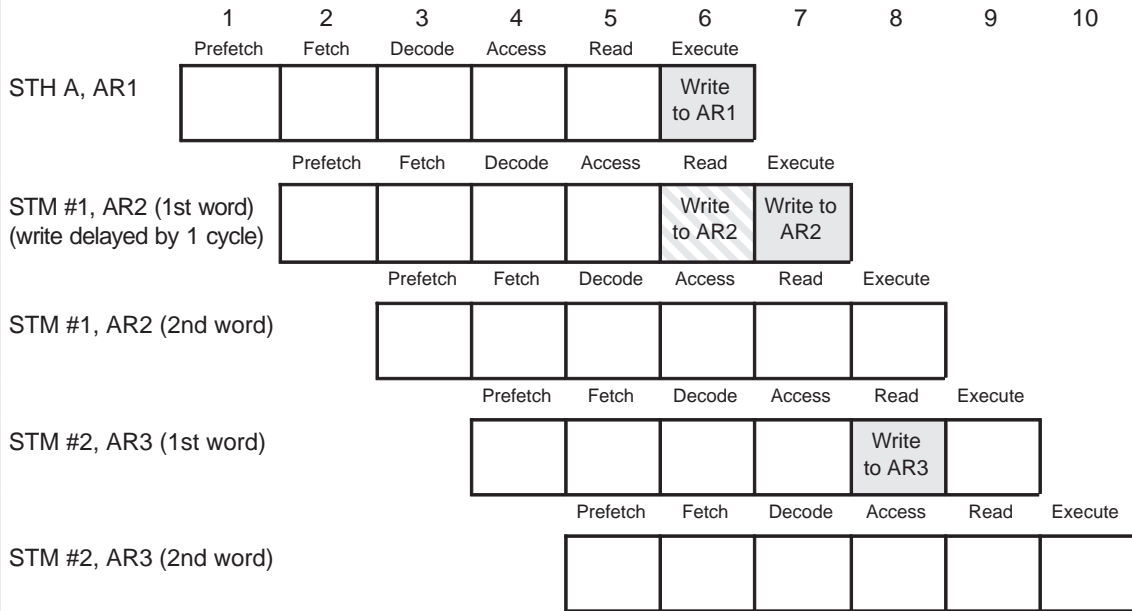 1 2 3 4 5 6 7 8 9 10
Prefetch Fetch Decode Access Read Execute
STH A, AR1
Write
to AR1
Prefetch Fetch Decode Access Read Execute
STM #1, AR2 (1st word)
(write delayed by 1 cycle)
Write
to AR2
Write to
AR2
Prefetch Fetch Decode Access Read Execute
STM #1, AR2 (2nd word)
Prefetch Fetch Decode Access Read Execute
STM #2, AR3 (1st word)
Write
to AR3
Prefetch Fetch Decode Access Read Execute
STM #2, AR3 (2nd word)